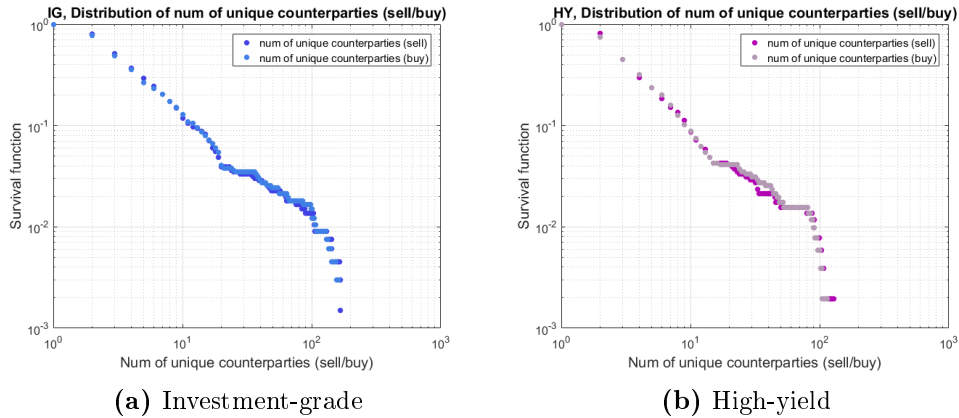 IG, Distribution of num of unique counterparties (sell/buy)
num of unique counterparties (sell)
num of unique counterparties (buy)
Survival function
10^0
10^-1
10^-2
10^-3
10^0
10^1
10^2
10^3
Num of unique counterparties (sell/buy)
(a) Investment-grade
HY, Distribution of num of unique counterparties (sell/buy)
num of unique counterparties (sell)
num of unique counterparties (buy)
Survival function
10^0
10^-1
10^-2
10^-3
10^0
10^1
10^2
10^3
Num of unique counterparties (sell/buy)
(b) High-yield